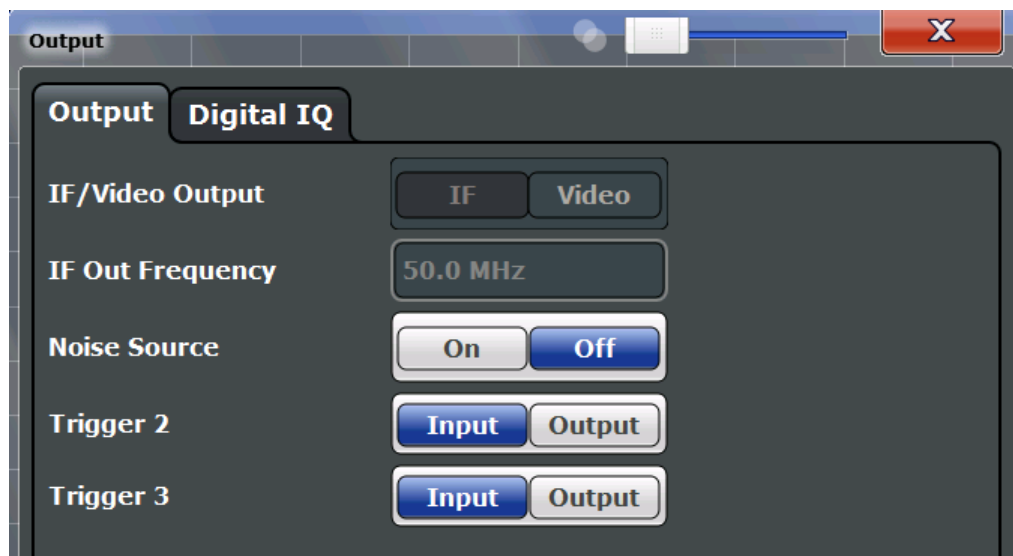 Output
X
Output Digital IQ
IF/Video Output IF Video
IF Out Frequency 50.0 MHz
Noise Source On Off
Trigger 2 Input Output
Trigger 3 Input Output